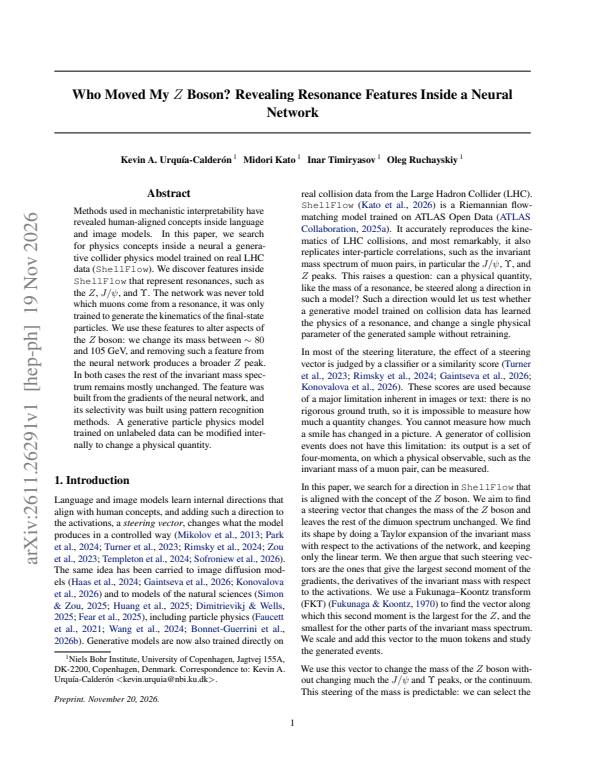 Who Moved My Z Boson? Revealing Resonance Features Inside a Neural
Network
Kevin A. Urquía-Calderón 1 Midori Kato 1 Inar Timiryasov 1 Oleg Ruchayskiy 1
Abstract
Methods used in mechanistic interpretability have
revealed human-aligned concepts inside language
and image models. In this paper, we search
for physics concepts inside a neural a genera-
tive collider physics model trained on real LHC
data (ShellFlow). We discover features inside
ShellFlow that represent resonances, such as
the Z, J/ψ, and Υ. The network was never told
which muons come from a resonance, it was only
trained to generate the kinematics of the final-state
particles. We use these features to alter aspects of
the Z boson: we change its mass between ∼ 80
and 105 GeV, and removing such a feature from
the neural network produces a broader Z peak.
In both cases the rest of the invariant mass spec-
trum remains mostly unchanged. The feature was
built from the gradients of the neural network, and
its selectivity was built using pattern recognition
methods. A generative particle physics model
trained on unlabeled data can be modified inter-
nally to change a physical quantity.
1. Introduction
Language and image models learn internal directions that
align with human concepts, and adding such a direction to
the activations, a steering vector, changes what the model
produces in a controlled way (Mikolov et al., 2013; Park
et al., 2024; Turner et al., 2023; Rimsky et al., 2024; Zou
et al., 2023; Templeton et al., 2024; Sofroniew et al., 2026).
The same idea has been carried to image diffusion mod-
els (Haas et al., 2024; Gaintseva et al., 2026; Konovalova
et al., 2026) and to models of the natural sciences (Simon
& Zou, 2025; Huang et al., 2025; Dimitrievikj & Wells,
2025; Fear et al., 2025), including particle physics (Faucett
et al., 2021; Wang et al., 2024; Bonnet-Guerrini et al.,
2026b). Generative models are now also trained directly on
1Niels Bohr Institute, University of Copenhagen, Jagtvej 155A,
DK-2200, Copenhagen, Denmark. Correspondence to: Kevin A.
Urquía-Calderón <kevin.urquia@nbi.ku.dk>.
Preprint. November 20, 2026.
real collision data from the Large Hadron Collider (LHC).
ShellFlow (Kato et al., 2026) is a Riemannian flow-
matching model trained on ATLAS Open Data (ATLAS
Collaboration, 2025a). It accurately reproduces the kine-
matics of LHC collisions, and most remarkably, it also
replicates inter-particle correlations, such as the invariant
mass spectrum of muon pairs, in particular the J/ψ, Υ, and
Z peaks. This raises a question: can a physical quantity,
like the mass of a resonance, be steered along a direction in
such a model? Such a direction would let us test whether
a generative model trained on collision data has learned
the physics of a resonance, and change a single physical
parameter of the generated sample without retraining.
In most of the steering literature, the effect of a steering
vector is judged by a classifier or a similarity score (Turner
et al., 2023; Rimsky et al., 2024; Gaintseva et al., 2026;
Konovalova et al., 2026). These scores are used because
of a major limitation inherent in images or text: there is no
rigorous ground truth, so it is impossible to measure how
much a quantity changes. You cannot measure how much
a smile has changed in a picture. A generator of collision
events does not have this limitation: its output is a set of
four-momenta, on which a physical observable, such as the
invariant mass of a muon pair, can be measured.
In this paper, we search for a direction in ShellFlow that
is aligned with the concept of the Z boson. We aim to find
a steering vector that changes the mass of the Z boson and
leaves the rest of the dimuon spectrum unchanged. We find
its shape by doing a Taylor expansion of the invariant mass
with respect to the activations of the network, and keeping
only the linear term. We then argue that such steering vec-
tors are the ones that give the largest second moment of the
gradients, the derivatives of the invariant mass with respect
to the activations. We use a Fukunaga–Koontz transform
(FKT) (Fukunaga & Koontz, 1970) to find the vector along
which this second moment is the largest for the Z, and the
smallest for the other parts of the invariant mass spectrum.
We scale and add this vector to the muon tokens and study
the generated events.
We use this vector to change the mass of the Z boson with-
out changing much the J/ψ and Υ peaks, or the continuum.
This steering of the mass is predictable: we can select the
1
arXiv:2611.26291v1 [hep-ph] 19 Nov 2026